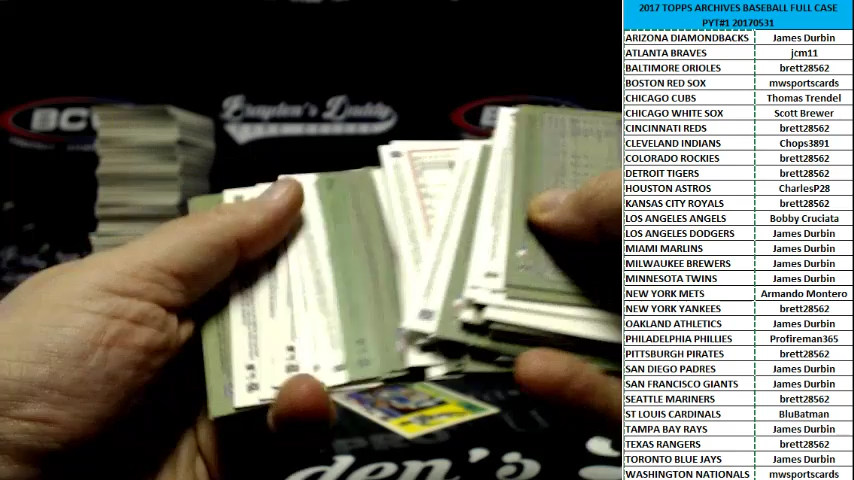 2017 TOPPS ARCHIVES BASEBALL FULL CASE
PYT#1 20170531
ARIZONA DIAMONDBACKS James Durbin
ATLANTA BRAVES jcm11
BALTIMORE ORIOLES brett28562
BOSTON RED SOX mwsportscards
CHICAGO CUBS Thomas Trendel
CHICAGO WHITE SOX Scott Brewer
CINCINNATI REDS brett28562
CLEVELAND INDIANS Chops3891
COLORADO ROCKIES brett28562
DETROIT TIGERS brett28562
HOUSTON ASTROS CharlesP28
KANSAS CITY ROYALS brett28562
LOS ANGELES ANGELS Bobby Cruciata
LOS ANGELES DODGERS James Durbin
MIAMI MARLINS James Durbin
MILWAUKEE BREWERS James Durbin
MINNESOTA TWINS James Durbin
NEW YORK METS Armando Montero
NEW YORK YANKEES brett28562
OAKLAND ATHLETICS James Durbin
PHILADELPHIA PHILLIES Profireman365
PITTSBURGH PIRATES brett28562
SAN DIEGO PADRES James Durbin
SAN FRANCISCO GIANTS James Durbin
SEATTLE MARINERS brett28562
ST LOUIS CARDINALS BluBatman
TAMPA BAY RAYS James Durbin
TEXAS RANGERS brett28562
TORONTO BLUE JAYS James Durbin
WASHINGTON NATIONALS mwsportscards
Brayden's Daddy
BCW
den's